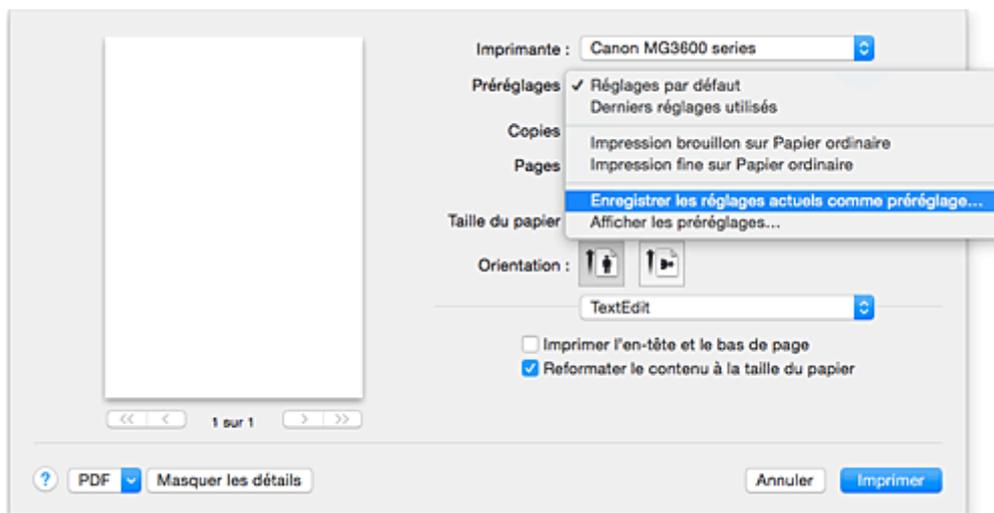 Imprimante : Canon MG3600 series
Préréglages ✓ Réglages par défaut
Derniers réglages utilisés
Copies
Impression brouillon sur Papier ordinaire
Pages
Impression fine sur Papier ordinaire
Enregistrer les réglages actuels comme préréglage...
Taille du papier
Afficher les préréglages...
Orientation :
TextEdit
Imprimer l'en-tête et le bas de page
Reformater le contenu à la taille du papier
<< < 1 sur 1 > >>
? PDF Masquer les détails Annuler Imprimer